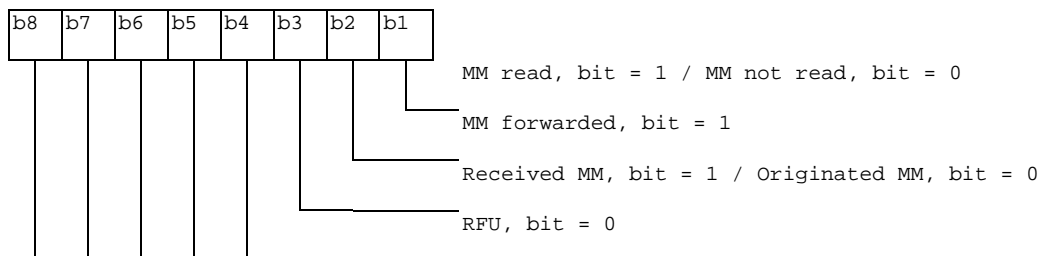 b8 b7 b6 b5 b4 b3 b2 b1
MM read, bit = 1 / MM not read, bit = 0
MM forwarded, bit = 1
Received MM, bit = 1 / Originated MM, bit = 0
RFU, bit = 0